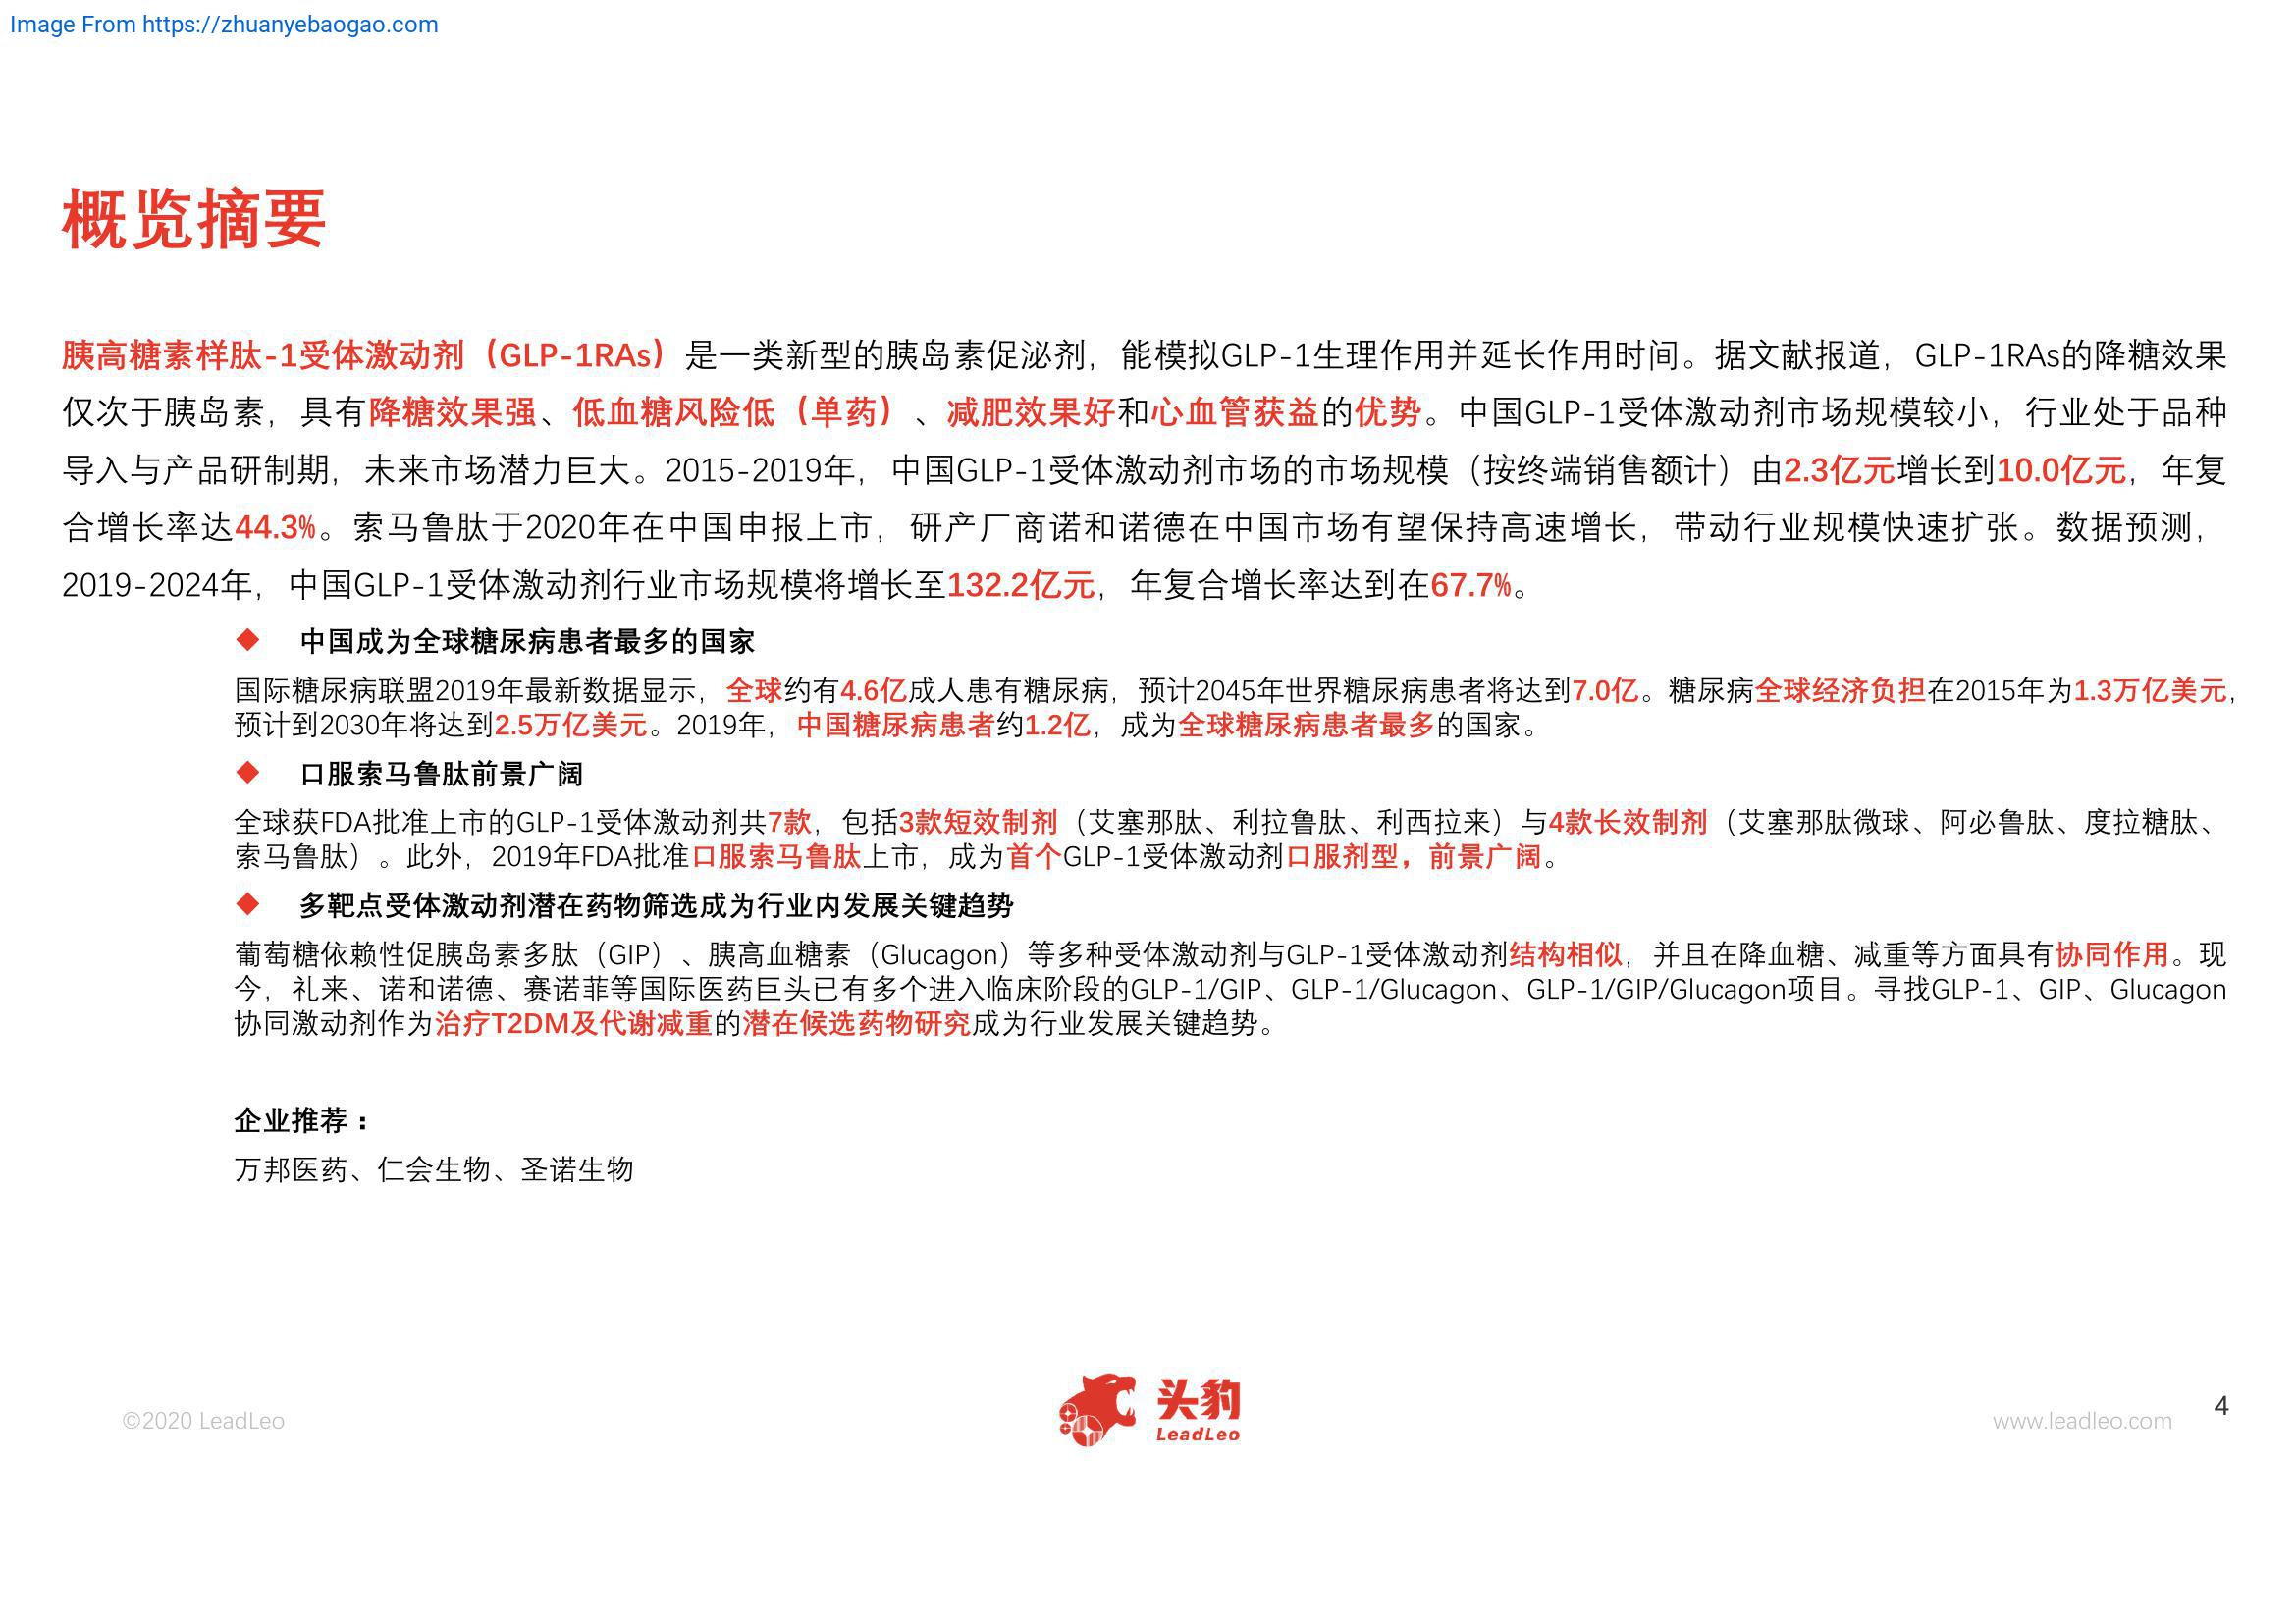 Image From https://zhuanyebaogao.com
概览摘要
胰高糖素样肽-1受体激动剂（GLP-1RAs）是一类新型的胰岛素促泌剂，能模拟GLP-1生理作用并延长作用时间。据文献报道，GLP-1RAs的降糖效果
仅次于胰岛素，具有降糖效果强、低血糖风险低（单药）、减肥效果好和心血管获益的优势。中国GLP-1受体激动剂市场规模较小，行业处于品种
导入与产品研制期，未来市场潜力巨大。2015-2019年，中国GLP-1受体激动剂市场的市场规模（按终端销售额计）由2.3亿元增长到10.0亿元，年复
合增长率达44.3%。索马鲁肽于2020年在中国申报上市，研产厂商诺和诺德在中国市场有望保持高速增长，带动行业规模快速扩张。数据预测，
2019-2024年，中国GLP-1受体激动剂行业市场规模将增长至132.2亿元，年复合增长率达到在67.7%。
◆ 中国成为全球糖尿病患者最多的国家
国际糖尿病联盟2019年最新数据显示，全球约有4.6亿成人患有糖尿病，预计2045年世界糖尿病患者将达到7.0亿。糖尿病全球经济负担在2015年为1.3万亿美元，
预计到2030年将达到2.5万亿美元。2019年，中国糖尿病患者约1.2亿，成为全球糖尿病患者最多的国家。
◆ 口服索马鲁肽前景广阔
全球获FDA批准上市的GLP-1受体激动剂共7款，包括3款短效制剂（艾塞那肽、利拉鲁肽、利西拉来）与4款长效制剂（艾塞那肽微球、阿必鲁肽、度拉糖肽、
索马鲁肽）。此外，2019年FDA批准口服索马鲁肽上市，成为首个GLP-1受体激动剂口服剂型，前景广阔。
◆ 多靶点受体激动剂潜在药物筛选成为行业内发展关键趋势
葡萄糖依赖性促胰岛素多肽（GIP）、胰高血糖素（Glucagon）等多种受体激动剂与GLP-1受体激动剂结构相似，并且在降血糖、减重等方面具有协同作用。现
今，礼来、诺和诺德、赛诺菲等国际医药巨头已有多个进入临床阶段的GLP-1/GIP、GLP-1/Glucagon、GLP-1/GIP/Glucagon项目。寻找GLP-1、GIP、Glucagon
协同激动剂作为治疗T2DM及代谢减重的潜在候选药物研究成为行业发展关键趋势。
企业推荐：
万邦医药、仁会生物、圣诺生物
©2020 LeadLeo
头豹
LeadLeo
www.leadleo.com
4